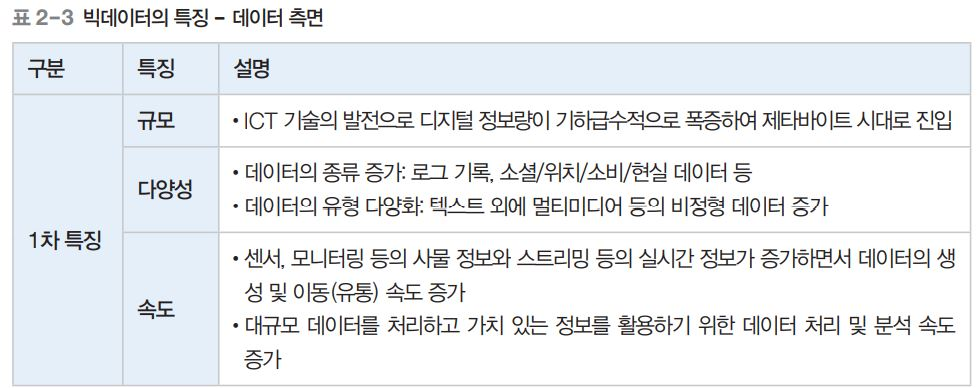 표 2-3 빅데이터의 특징 - 데이터 측면
구분 특징 설명
1차 특징
규모
• ICT 기술의 발전으로 디지털 정보량이 기하급수적으로 폭증하여 제타바이트 시대로 진입
다양성
• 데이터의 종류 증가: 로그 기록, 소셜/위치/소비/현실 데이터 등
• 데이터의 유형 다양화: 텍스트 외에 멀티미디어 등의 비정형 데이터 증가
속도
• 센서, 모니터링 등의 사물 정보와 스트리밍 등의 실시간 정보가 증가하면서 데이터의 생
성 및 이동(유통) 속도 증가
• 대규모 데이터를 처리하고 가치 있는 정보를 활용하기 위한 데이터 처리 및 분석 속도
증가